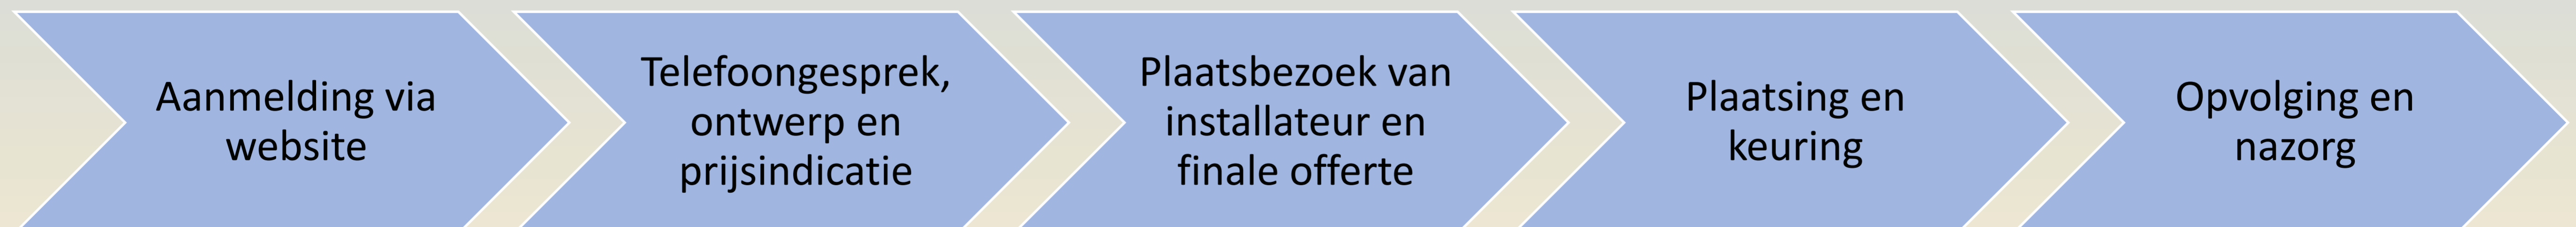 Aanmelding via
website
Telefoongesprek,
ontwerp en
prijsindicatie
Plaatsbezoek van
installateur en
finale offerte
Plaatsing en
keuring
Opvolging en
nazorg